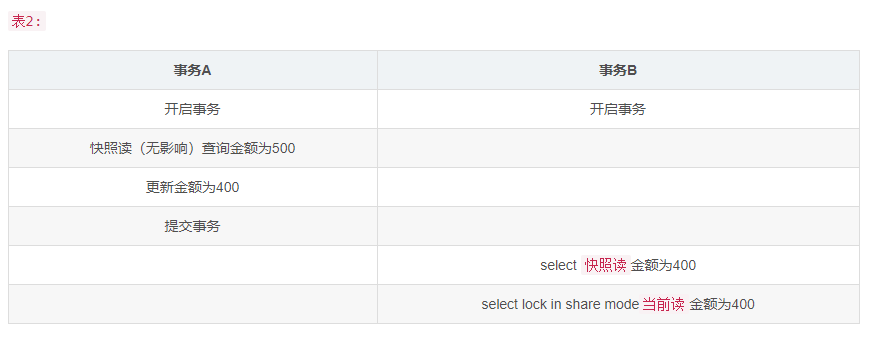 表2：
事务A 事务B
开启事务 开启事务
快照读（无影响）查询金额为500
更新金额为400
提交事务
select 快照读 金额为400
select lock in share mode 当前读 金额为400